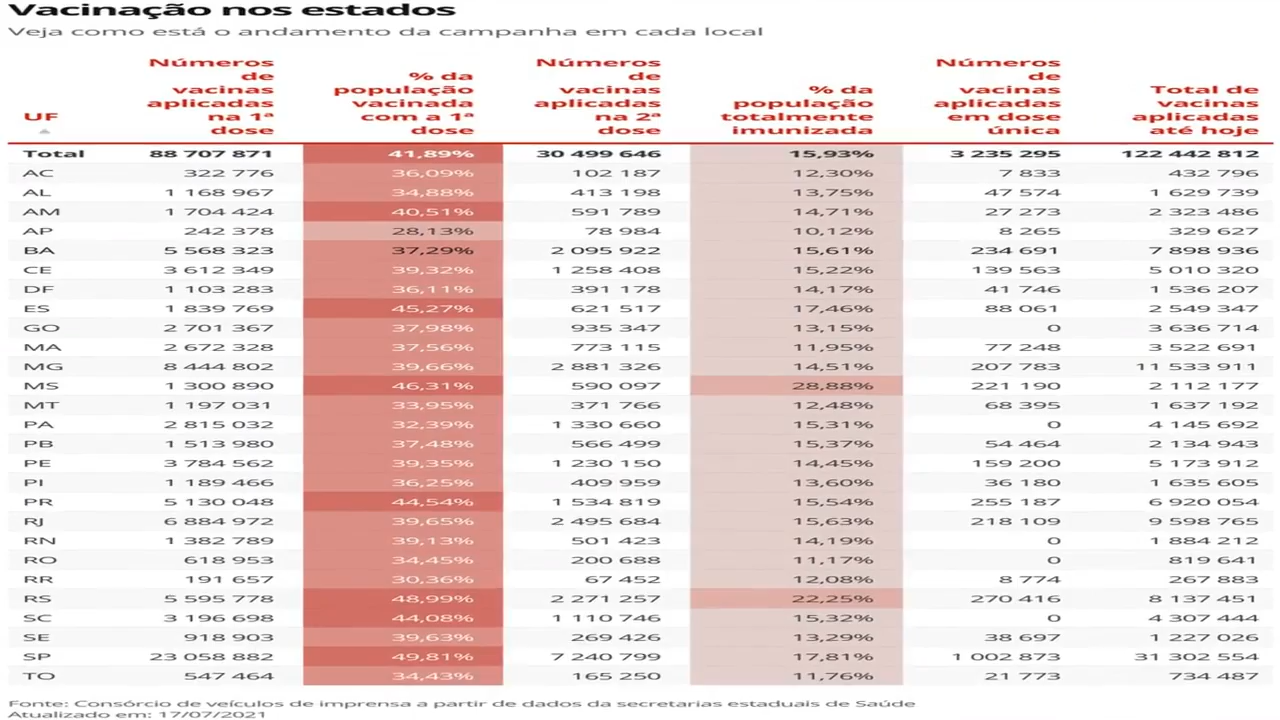 Vacinação nos estados
Veja como está o andamento da campanha em cada local
UF
Números de vacinas aplicadas na 1ª dose
% da população vacinada com a 1ª dose
Números de vacinas aplicadas na 2ª dose
% da população totalmente imunizada
Números de vacinas aplicadas em dose única
Total de vacinas aplicadas até hoje
Total 88 707 871 41,89% 30 499 646 15,93% 3 235 295 122 442 812
AC 322 776 36,09% 102 187 12,30% 7 833 432 796
AL 1 168 967 34,88% 413 198 13,75% 47 574 1 629 739
AM 1 704 424 40,51% 591 789 14,71% 27 273 2 323 486
AP 242 378 28,13% 78 984 10,12% 8 265 329 627
BA 5 568 323 37,29% 2 095 922 15,61% 234 691 7 898 936
CE 3 612 349 39,32% 1 258 408 15,22% 139 563 5 010 320
DF 1 103 283 36,11% 391 178 14,17% 41 746 1 536 207
ES 1 839 769 45,27% 621 517 17,46% 88 061 2 549 347
GO 2 701 367 37,98% 935 347 13,15% 0 3 636 714
MA 2 672 328 37,56% 773 115 11,95% 77 248 3 522 691
MG 8 444 802 39,66% 2 881 326 14,51% 207 783 11 533 911
MS 1 300 890 46,31% 590 097 28,88% 221 190 2 112 177
MT 1 197 031 33,95% 371 766 12,48% 68 395 1 637 192
PA 2 815 032 32,39% 1 330 660 15,31% 0 4 145 692
PB 1 513 980 37,48% 566 499 15,37% 54 464 2 134 943
PE 3 784 562 39,35% 1 230 150 14,45% 159 200 5 173 912
PI 1 189 466 36,25% 409 959 13,60% 36 180 1 635 605
PR 5 130 048 44,54% 1 534 819 15,54% 255 187 6 920 054
RJ 6 884 972 39,65% 2 495 684 15,63% 218 109 9 598 765
RN 1 382 789 39,13% 501 423 14,19% 0 1 884 212
RO 618 953 34,45% 200 688 11,17% 0 819 641
RR 191 657 30,36% 67 452 12,08% 8 774 267 883
RS 5 595 778 48,99% 2 271 257 22,25% 270 416 8 137 451
SC 3 196 698 44,08% 1 110 746 15,32% 0 4 307 444
SE 918 903 39,63% 269 426 13,29% 38 697 1 227 026
SP 23 058 882 49,81% 7 240 799 17,81% 1 002 873 31 302 554
TO 547 464 34,43% 165 250 11,76% 21 773 734 487
Fonte: Consórcio de veículos de imprensa a partir de dados da secretarias estaduais de Saúde
Atualizado em: 17/07/2021